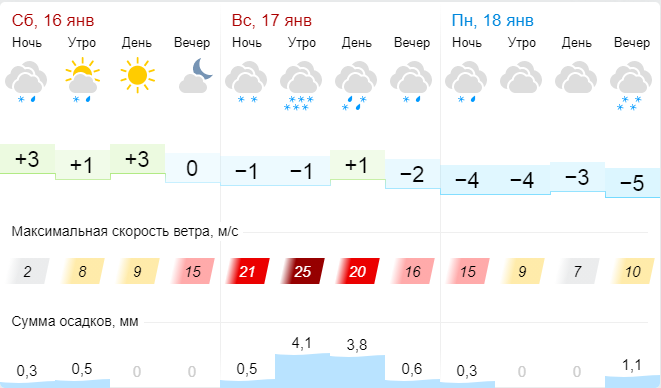 Сб, 16 янв Вс, 17 янв Пн, 18 янв
Ночь Утро День Вечер Ночь Утро День Вечер Ночь Утро День Вечер
+3 +1 +3 0 −1 −1 +1 −2 −4 −4 −3 −5
Максимальная скорость ветра, м/с
2 8 9 15 21 25 20 16 15 9 7 10
Сумма осадков, мм
0,3 0,5 0 0 0,5 4,1 3,8 0,6 0,3 0 0 1,1